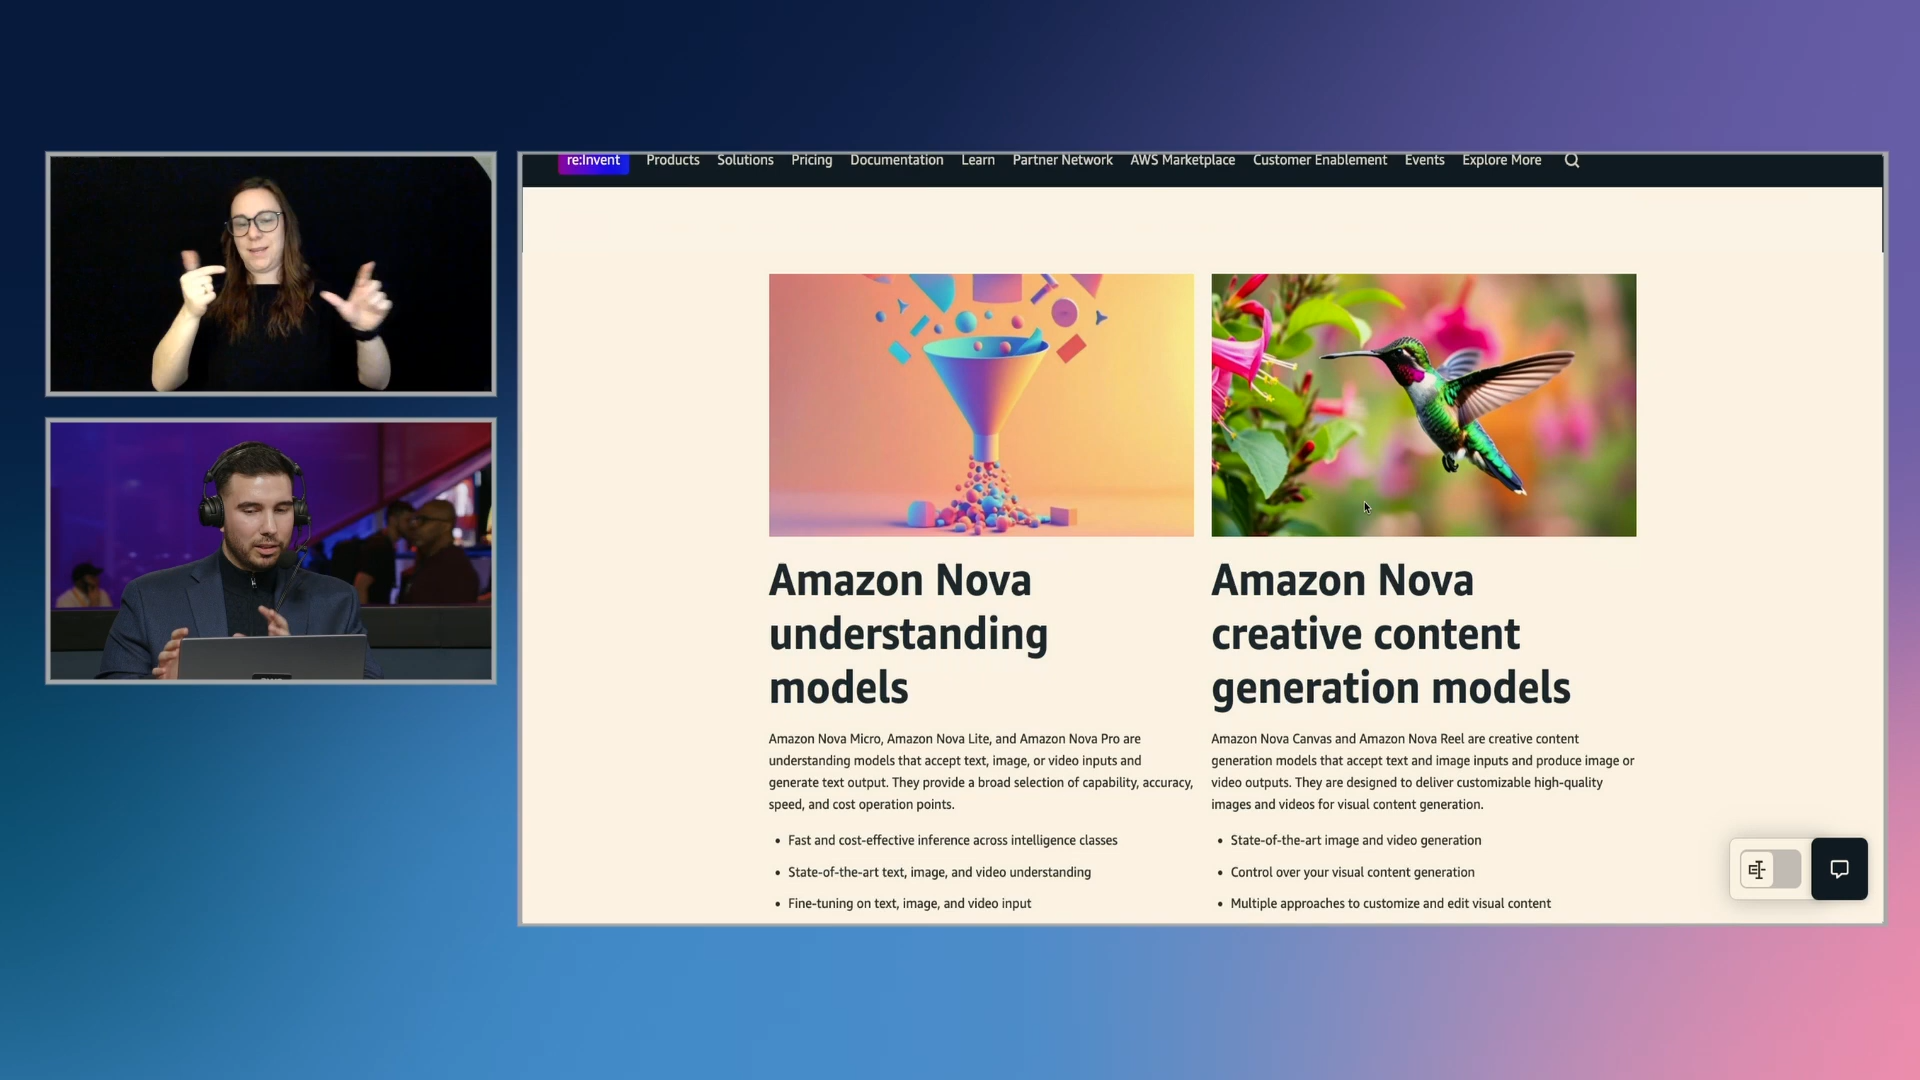 re:Invent Products Solutions Pricing Documentation Learn Partner Network AWS Marketplace Customer Enablement Events Explore More
Amazon Nova
understanding
models
Amazon Nova Micro, Amazon Nova Lite, and Amazon Nova Pro are
understanding models that accept text, image, or video inputs and
generate text output. They provide a broad selection of capability, accuracy,
speed, and cost operation points.
• Fast and cost-effective inference across intelligence classes
• State-of-the-art text, image, and video understanding
• Fine-tuning on text, image, and video input
Amazon Nova
creative content
generation models
Amazon Nova Canvas and Amazon Nova Reel are creative content
generation models that accept text and image inputs and produce image or
video outputs. They are designed to deliver customizable high-quality
images and videos for visual content generation.
• State-of-the-art image and video generation
• Control over your visual content generation
• Multiple approaches to customize and edit visual content